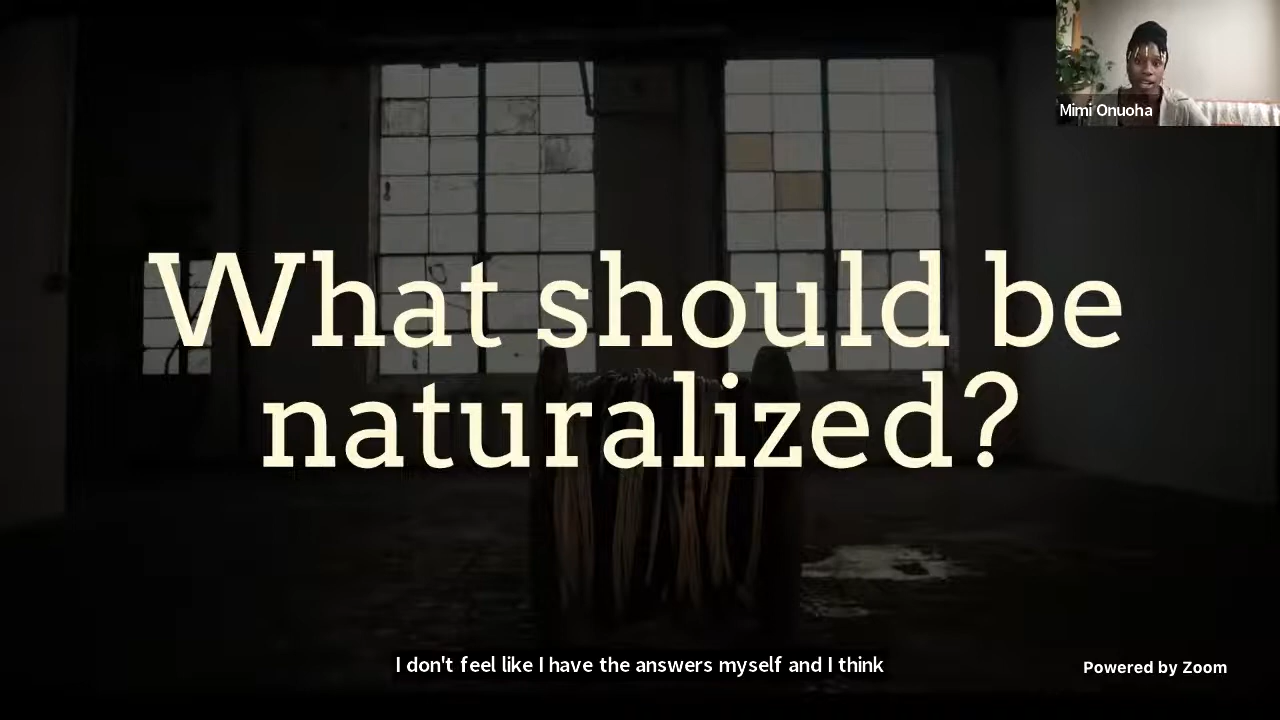 Mimi Onuoha
What should be
naturalized?
I don't feel like I have the answers myself and I think
Powered by Zoom